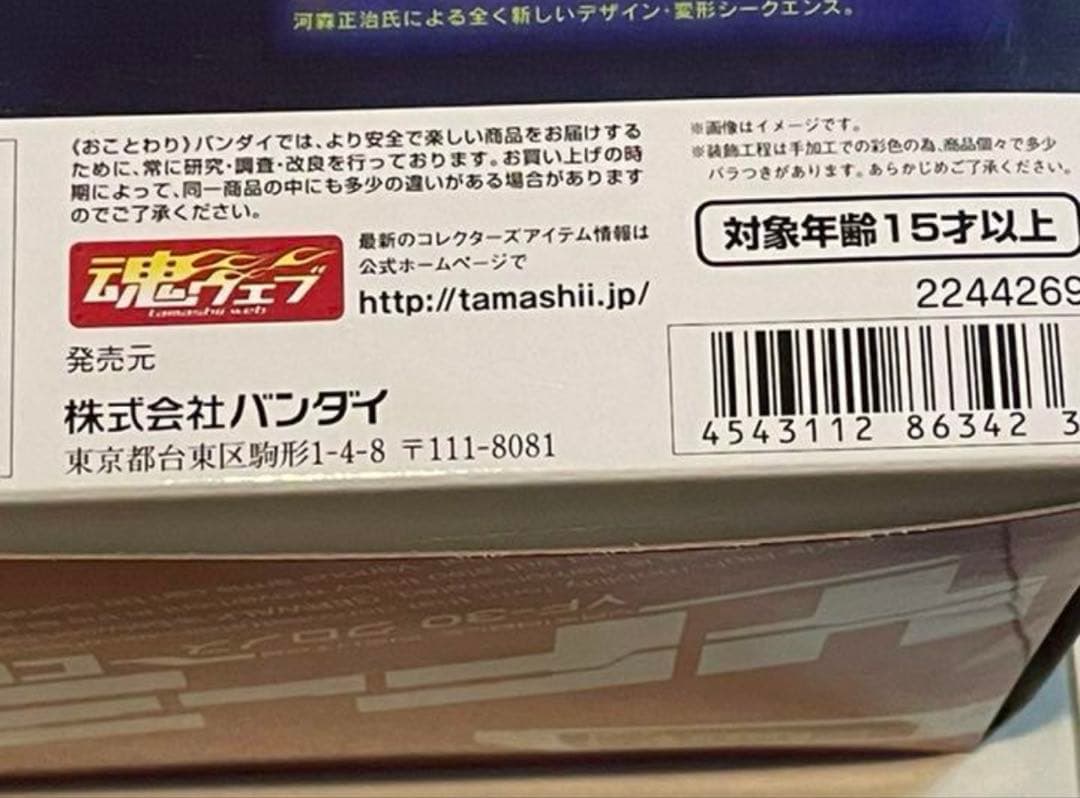 河森正治氏による全く新しいデザイン・変形シークエンス。
《おことわり》バンダイでは、より安全で楽しい商品をお届けする
ために、常に研究・調査・改良を行っております。お買い上げの時
期によって、同一商品の中にも多少の違いがある場合があります
のでご了承ください。
※画像はイメージです。
※装飾工程は手加工での彩色の為、商品個々で多少
バラつきがあります。あらかじめご了承ください。
対象年齢15才以上
魂ウェブ
tamashii web
最新のコレクターズアイテム情報は
公式ホームページで
http://tamashii.jp/
2244269
4543112 86342 3
発売元
株式会社バンダイ
東京都台東区駒形1-4-8 〒111-8081
VF-30 クロノス